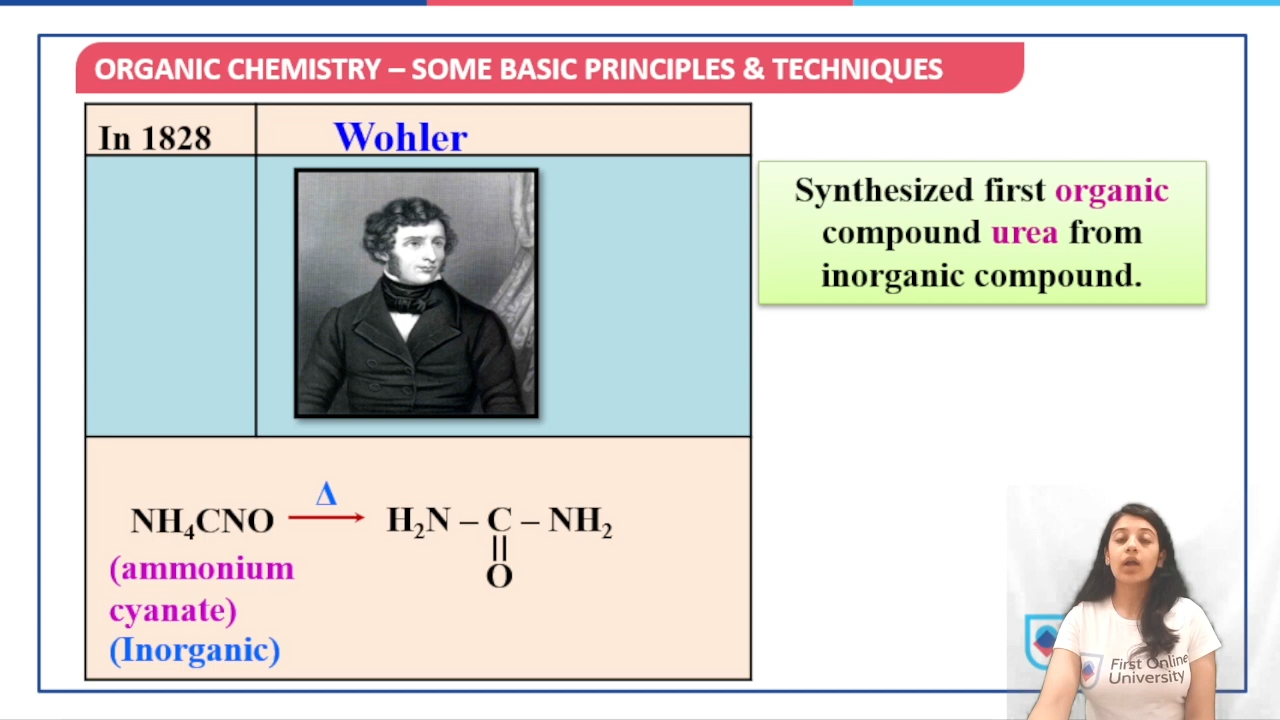 ORGANIC CHEMISTRY – SOME BASIC PRINCIPLES & TECHNIQUES
In 1828
Wohler
Synthesized first organic
compound urea from
inorganic compound.
Δ
NH₄CNO → H₂N – C – NH₂
||
O
(ammonium
cyanate)
(Inorganic)
First Online
University